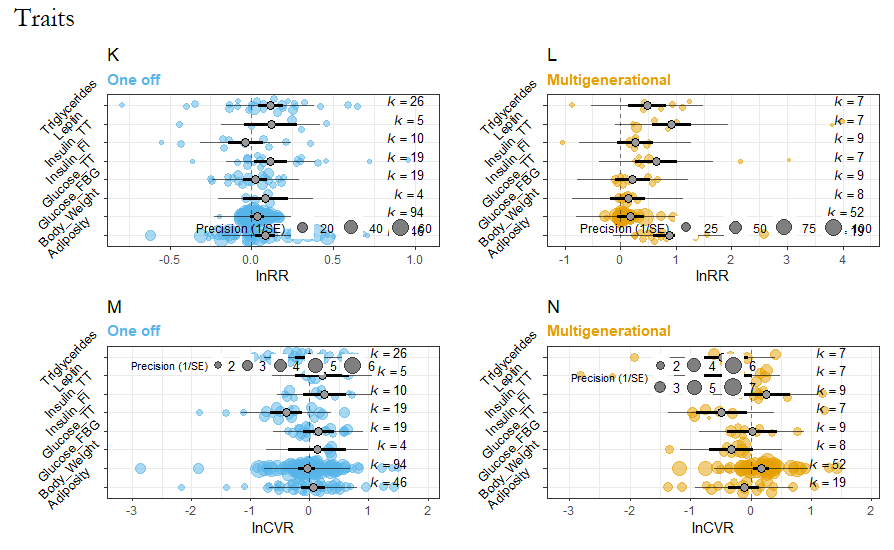 Traits
K
One off
Triglycerides
Leptin
Insulin_TT
Insulin_FI
Glucose_TT
Glucose_FBG
Body_Weight
Adiposity
k = 26
k = 5
k = 10
k = 19
k = 19
k = 4
k = 94
Precision (1/SE) 20 40 60
-0.5 0.0 0.5 1.0
lnRR
L
Multigenerational
Triglycerides
Leptin
Insulin_TT
Insulin_FI
Glucose_TT
Glucose_FBG
Body_Weight
Adiposity
k = 7
k = 7
k = 9
k = 7
k = 9
k = 8
k = 52
Precision (1/SE) 25 50 75 100
19
-1 0 1 2 3 4
lnRR
M
One off
Triglycerides
Leptin
Insulin_TT
Insulin_FI
Glucose_TT
Glucose_FBG
Body_Weight
Adiposity
k = 26
Precision (1/SE) 2 3 4 5 6
k = 5
k = 10
k = 19
k = 19
k = 4
k = 94
k = 46
-3 -2 -1 0 1 2
lnCVR
N
Multigenerational
Triglycerides
Leptin
Insulin_TT
Insulin_FI
Glucose_TT
Glucose_FBG
Body_Weight
Adiposity
k = 7
Precision (1/SE) 2 4 6
3 5 7
k = 7
k = 9
k = 7
k = 9
k = 8
k = 52
k = 19
-3 -2 -1 0 1 2
lnCVR